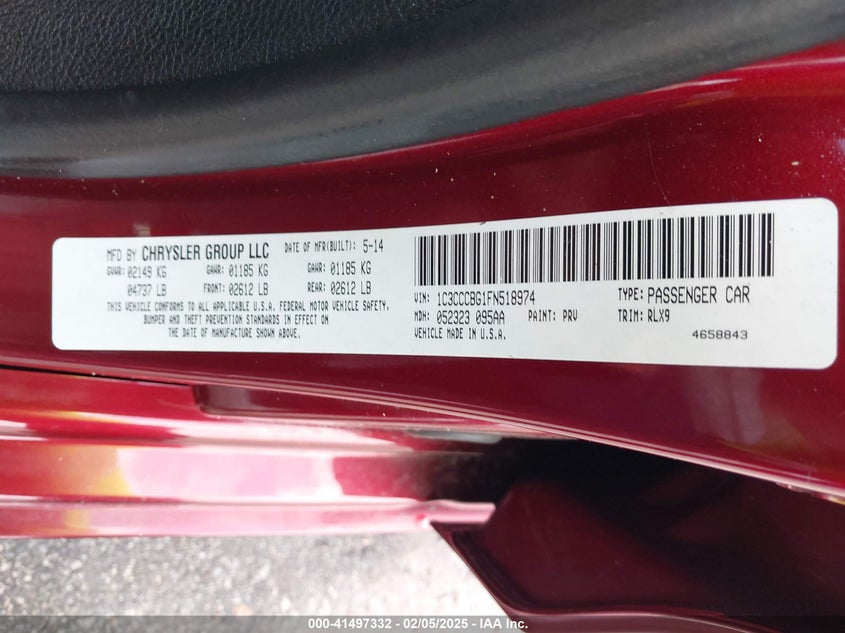 MFD BY CHRYSLER GROUP LLC DATE OF MFR(BUILT): 5-14
GVWR: 02149 KG GAWR: 01185 KG GAWR: 01185 KG
04737 LB FRONT: 02612 LB REAR: 02612 LB
THIS VEHICLE CONFORMS TO ALL APPLICABLE U.S.A. FEDERAL MOTOR VEHICLE SAFETY,
BUMPER AND THEFT PREVENTION STANDARDS IN EFFECT ON
THE DATE OF MANUFACTURE SHOWN ABOVE.
VIN: 1C3CCCBG1FN518974 TYPE: PASSENGER CAR
MDH: 052323 095AA PAINT: PRV TRIM: RLX9
VEHICLE MADE IN U.S.A. 4658843
000-41497332 - 02/05/2025 - IAA Inc.